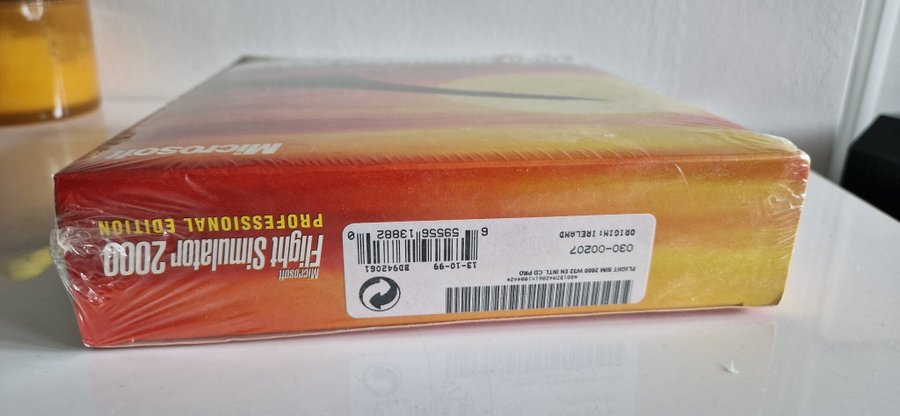 Microsoft
Microsoft
Flight Simulator 2000
PROFESSIONAL EDITION
FLIGHT SIM 2000 W32 EN INTL CD PRO
030-00207
ORIGIN: IRELAND
13-10-99 BD942061
6 59556 13882 0